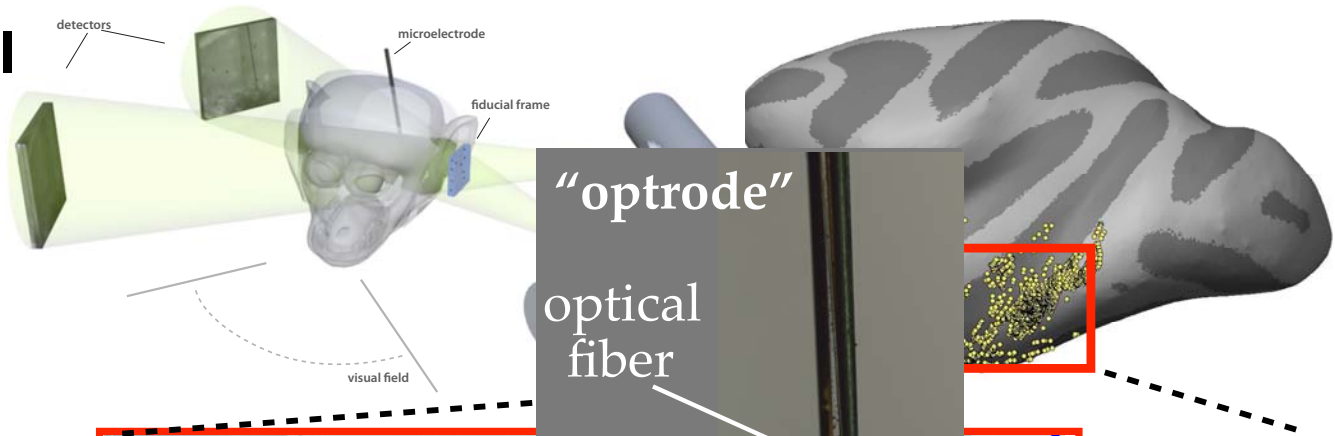 detectors
microelectrode
fiducial frame
“optrode”
optical
fiber
visual field